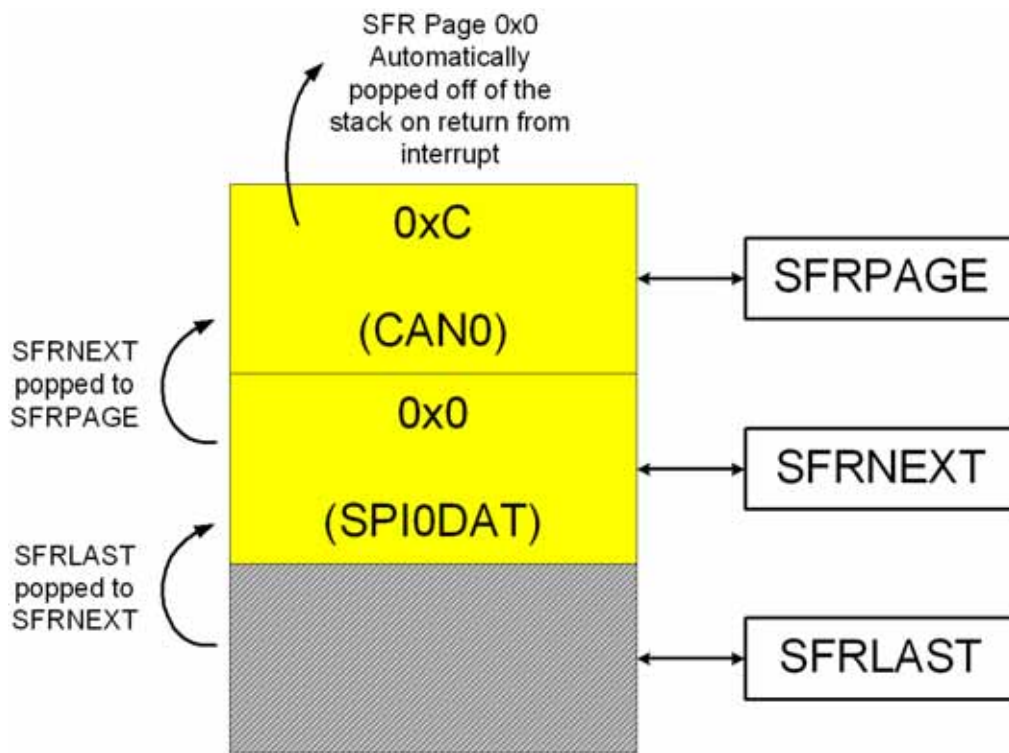 SFR Page 0x0
Automatically
popped off of the
stack on return from
interrupt
0xC
(CAN0)
SFRPAGE
SFRNEXT
popped to
SFRPAGE
0x0
(SPI0DAT)
SFRNEXT
SFRLAST
popped to
SFRNEXT
SFRLAST